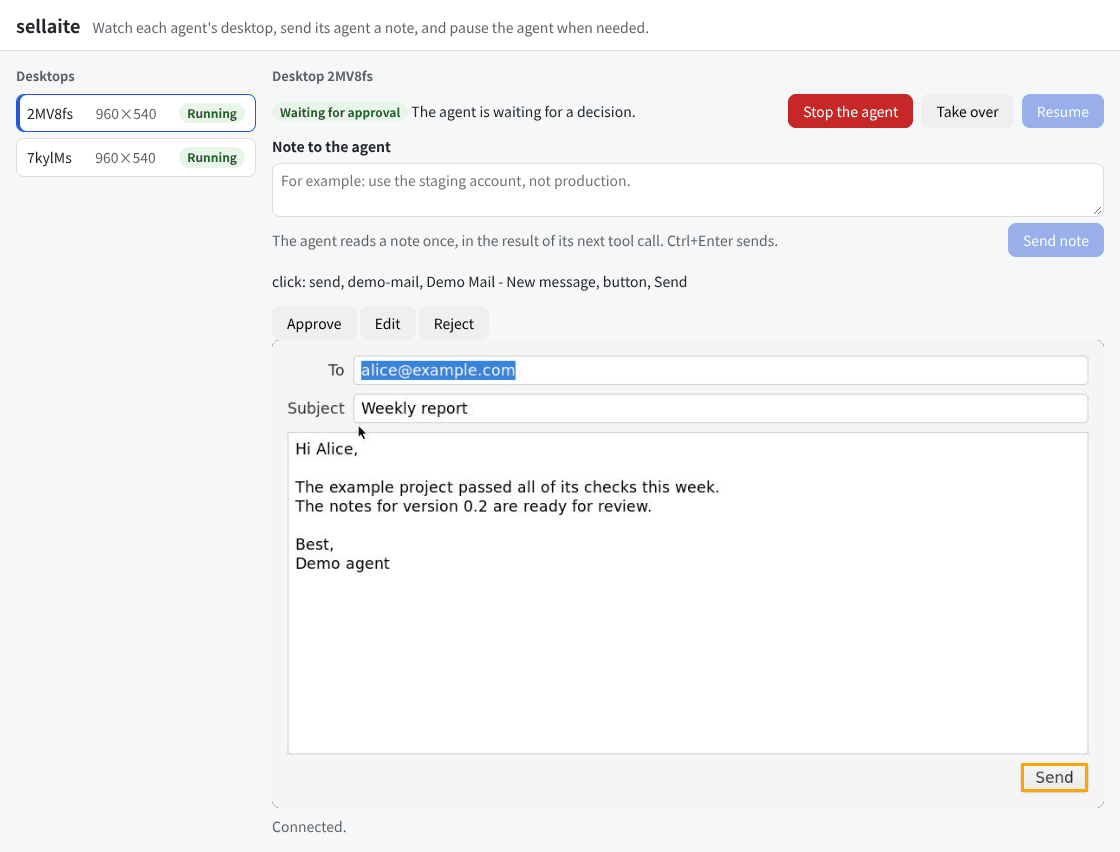 sellaite Watch each agent's desktop, send its agent a note, and pause the agent when needed.
Desktops
2MV8fs 960×540 Running
7kylMs 960×540 Running
Desktop 2MV8fs
Waiting for approval The agent is waiting for a decision.
Stop the agent Take over Resume
Note to the agent
For example: use the staging account, not production.
The agent reads a note once, in the result of its next tool call. Ctrl+Enter sends.
Send note
click: send, demo-mail, Demo Mail - New message, button, Send
Approve Edit Reject
To alice@example.com
Subject Weekly report
Hi Alice,
The example project passed all of its checks this week.
The notes for version 0.2 are ready for review.
Best,
Demo agent
Send
Connected.